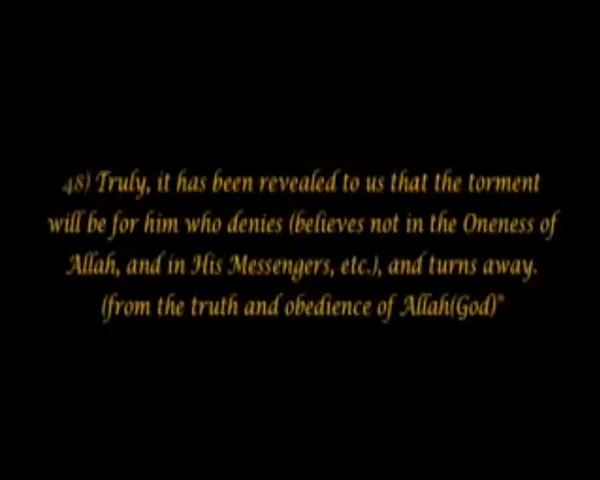 48) Truly, it has been revealed to us that the torment
will be for him who denies (believes not in the Oneness of
Allah, and in His Messengers, etc.), and turns away.
(from the truth and obedience of Allah(God)"